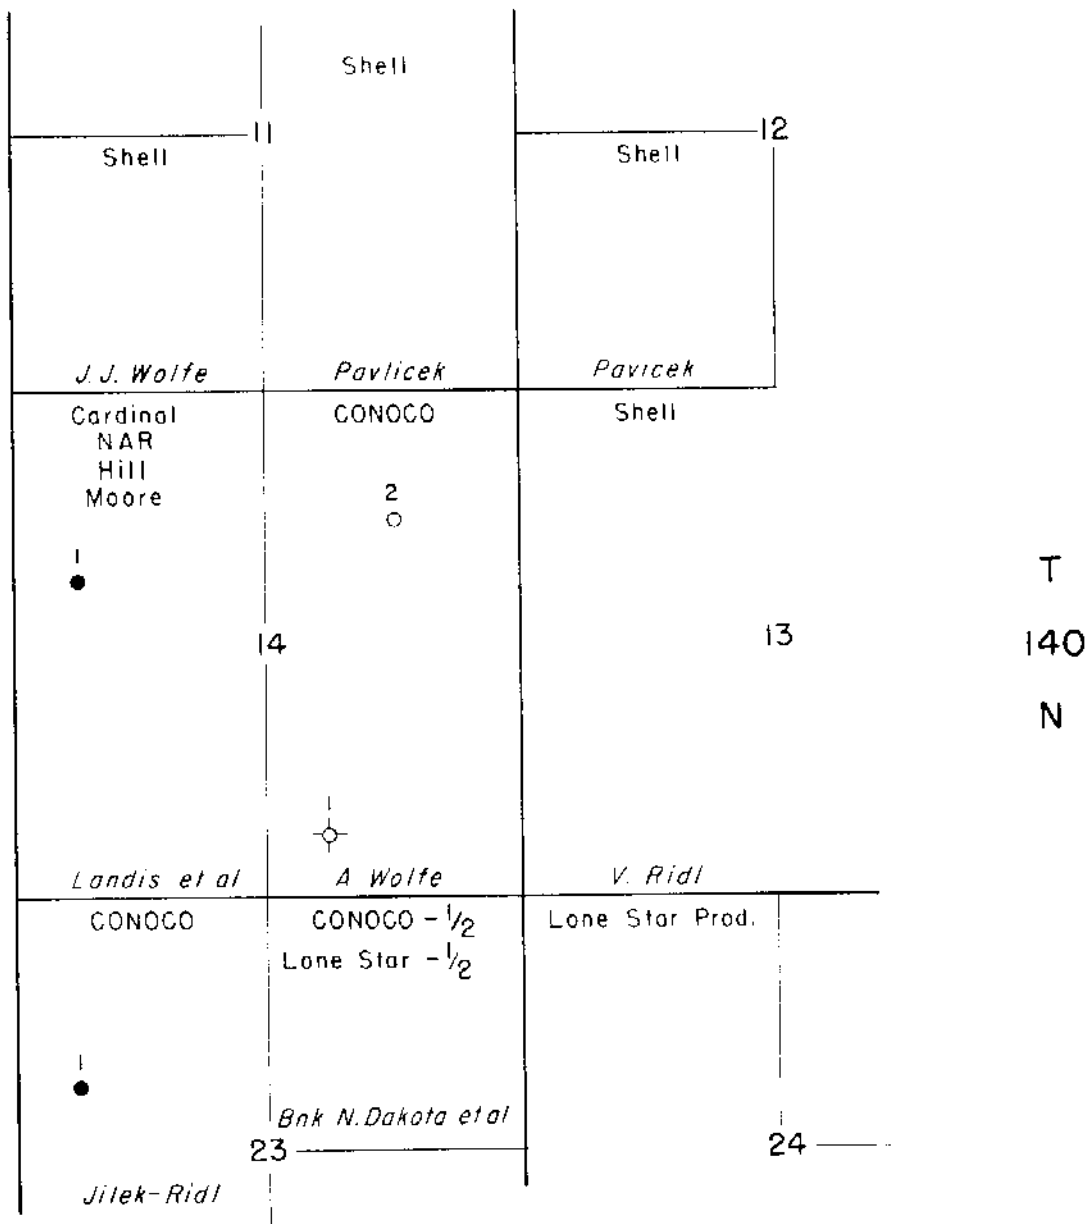 Shell
11
12
Shell
Shell
J. J. Wolfe
Pavlicek
Pavicek
Cardinal
NAR
Hill
Moore
CONOCO
Shell
2
1
T
140
N
14
13
1
Landis et al
A Wolfe
V. Ridl
CONOCO
CONOCO - 1/2
Lone Star - 1/2
Lone Star Prod.
1
Bnk N. Dakota et al
23
24
Jilek-Ridl